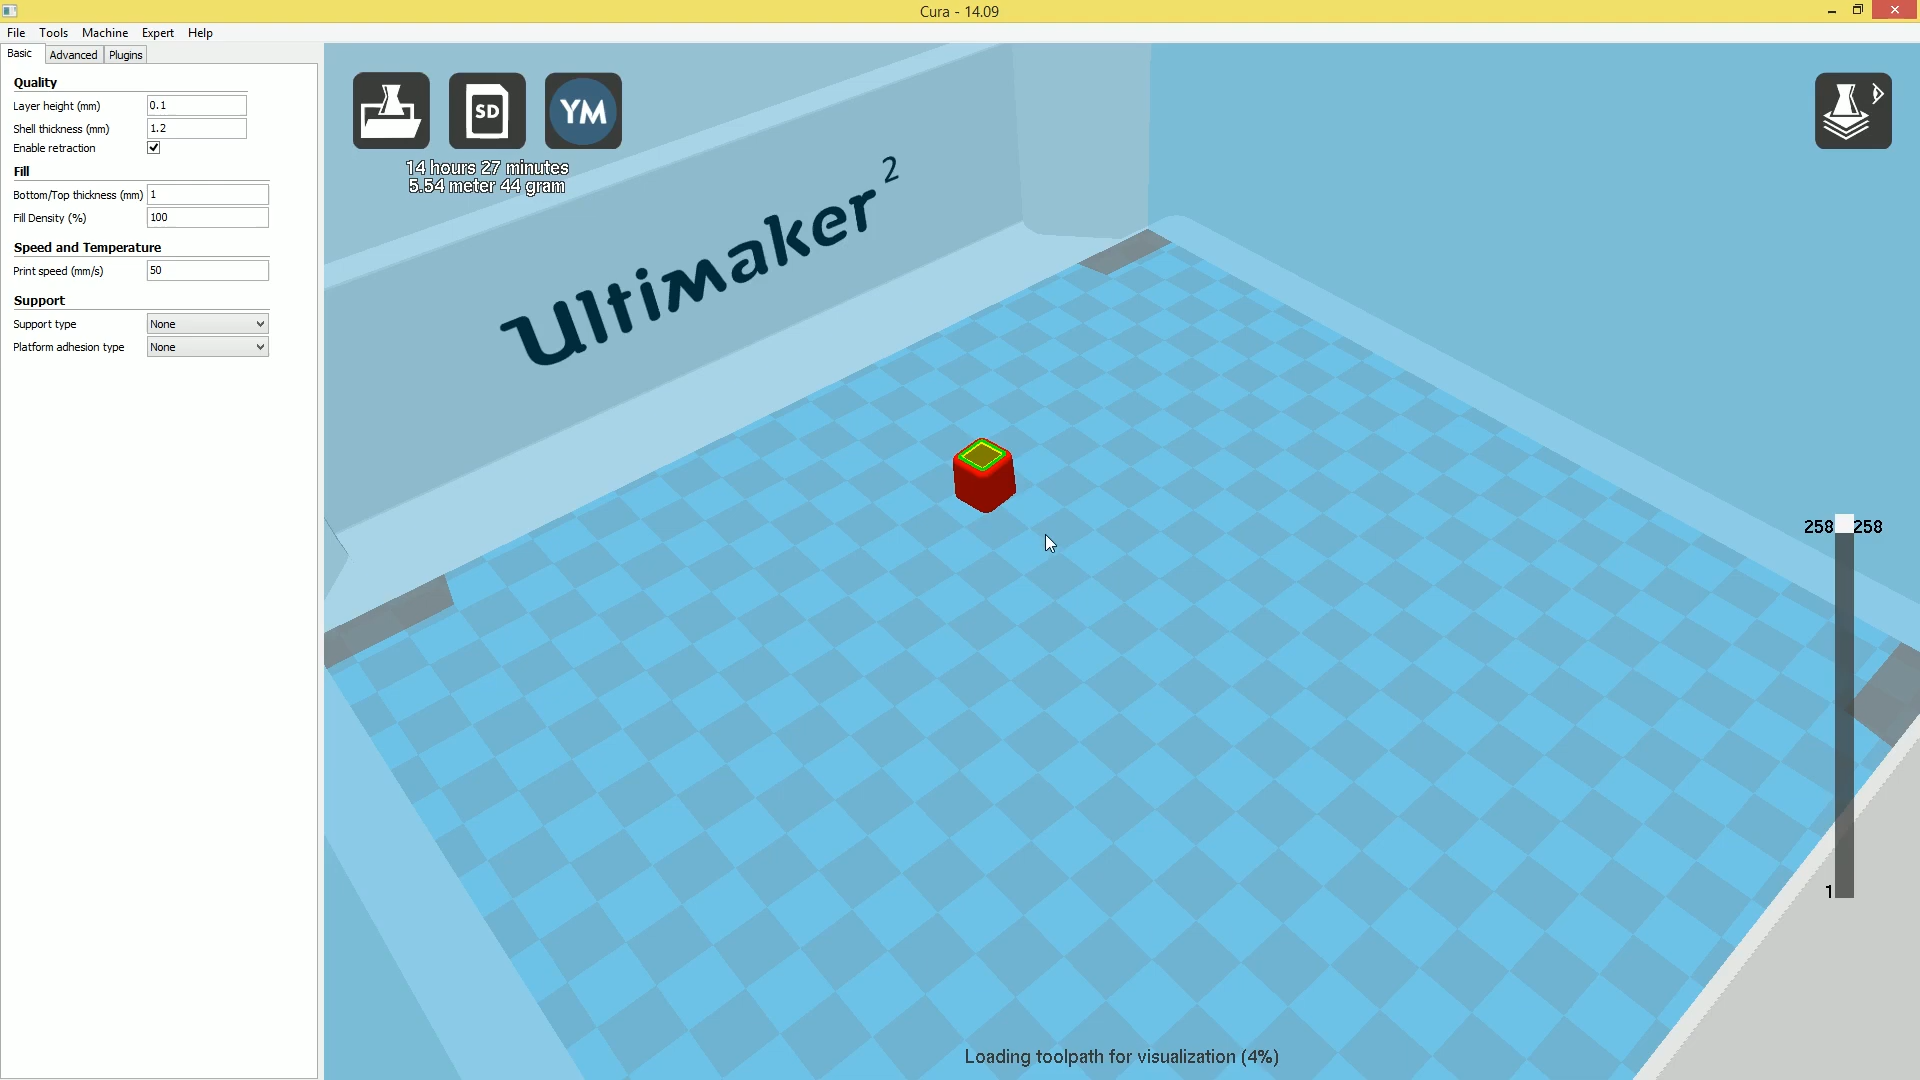 Cura - 14.09
File Tools Machine Expert Help
Basic Advanced Plugins
Quality
Layer height (mm) 0.1
Shell thickness (mm) 1.2
Enable retraction
Fill
Bottom/Top thickness (mm) 1
Fill Density (%) 100
Speed and Temperature
Print speed (mm/s) 50
Support
Support type None
Platform adhesion type None
SD
YM
14 hours 27 minutes
5.54 meter 44 gram
Ultimaker 2
258 258
1
Loading toolpath for visualization (4%)